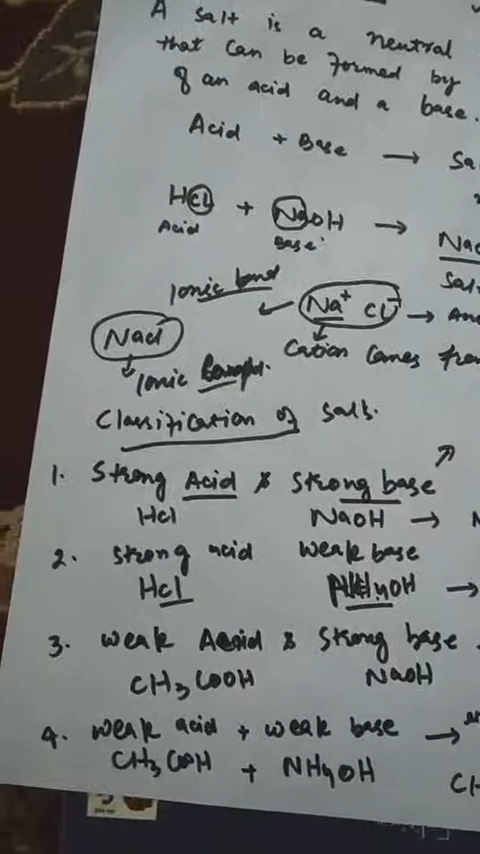 A salt is a neutral
that can be formed by
of an acid and a base.
Acid + Base → Sa
HCl + NaOH → Nac
Acid Base Sal
Ionic bond Na+ Cl- → An
Nacl Cation Comes from
Ionic
Classification of Salts.
1. Strong Acid & Strong base
Hcl NaOH → N
2. Strong acid weak base
Hcl NH4OH →
3. weak Acid & Strong base
CH3COOH NaOH
4. weak acid + weak base →
CH3COOH + NH4OH CH